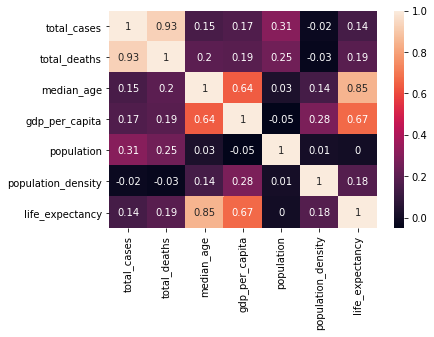 total_cases 1 0.93 0.15 0.17 0.31 -0.02 0.14
total_deaths 0.93 1 0.2 0.19 0.25 -0.03 0.19
median_age 0.15 0.2 1 0.64 0.03 0.14 0.85
gdp_per_capita 0.17 0.19 0.64 1 -0.05 0.28 0.67
population 0.31 0.25 0.03 -0.05 1 0.01 0
population_density -0.02 -0.03 0.14 0.28 0.01 1 0.18
life_expectancy 0.14 0.19 0.85 0.67 0 0.18 1
total_cases
total_deaths
median_age
gdp_per_capita
population
population_density
life_expectancy
1.0
0.8
0.6
0.4
0.2
0.0